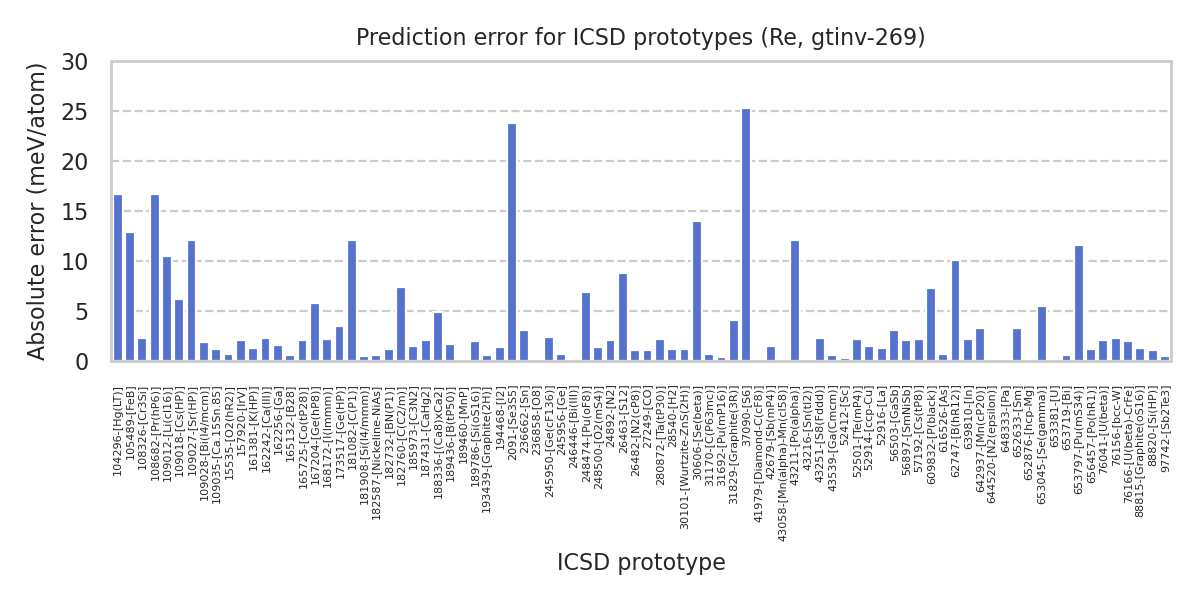 Prediction error for ICSD prototypes (Re, gtinv-269)
Absolute error (meV/atom)
30
25
20
15
10
5
0
104296-[Hg(LT)]
105489-[FeB]
108326-[Cr3Si]
108682-[Pr(hP6)]
109012-[Li(cI16)]
109018-[Cs(HP)]
109027-[Sr(HP)]
109028-[Bi(I4/mcm)]
109035-[Ca.15Sn.85]
15535-[O2(hR2)]
157920-[IrV]
161381-[K(HP)]
162242-[Ca(III)]
162256-[Ga]
165132-[B28]
165725-[Co(tP28)]
167204-[Ge(hP8)]
168172-[I(Immm)]
173517-[Ge(HP)]
181082-[C(P1)]
181908-[Si(I4/mmm)]
182587-[Nickeline-NiAs]
182732-[BN(P1)]
182760-[C(C2/m)]
185973-[C3N2]
187431-[CaHg2]
188336-[(Ca8)xCa2]
189436-[B(tP50)]
189460-[MnP]
189786-[Si(oS16)]
193439-[Graphite(2H)]
194468-[I2]
2091-[Se3S5]
236662-[Sn]
236858-[O8]
245950-[Ge(cF136)]
245956-[Ge]
246446-[Bi(III)]
248474-[Pu(oF8)]
248500-[O2(mS4)]
24892-[N2]
26463-[S12]
26482-[N2(cP8)]
27249-[CO]
280872-[Ta(tP30)]
28540-[H2]
30101-[Wurtzite-ZnS(2H)]
30606-[Se(beta)]
31170-[C(P63mc)]
31692-[Pu(mP16)]
31829-[Graphite(3R)]
37090-[S6]
41979-[Diamond-C(cF8)]
42679-[Sb(mP4)]
43058-[Mn(alpha)-Mn(cI58)]
43211-[Po(alpha)]
43216-[Sn(tI2)]
43251-[S8(Fddd)]
43539-[Ga(Cmcm)]
52412-[Sc]
52501-[Te(mP4)]
52914-[ccp-Cu]
52916-[La]
56503-[GaSb]
56897-[SmNiSb]
57192-[Cs(tP8)]
609832-[P(black)]
616526-[As]
62747-[B(hR12)]
639810-[In]
642937-[Mn(cP20)]
644520-[N2(epsilon)]
648333-[Pa]
652633-[Sm]
652876-[hcp-Mg]
653045-[Se(gamma)]
653381-[U]
653719-[Bi]
653797-[Pu(mS34)]
656457-[Po(hR1)]
76041-[U(beta)]
76156-[bcc-W]
76166-[U(beta)-CrFe]
88815-[Graphite(oS16)]
88820-[Si(HP)]
97742-[Sb2Te3]
ICSD prototype